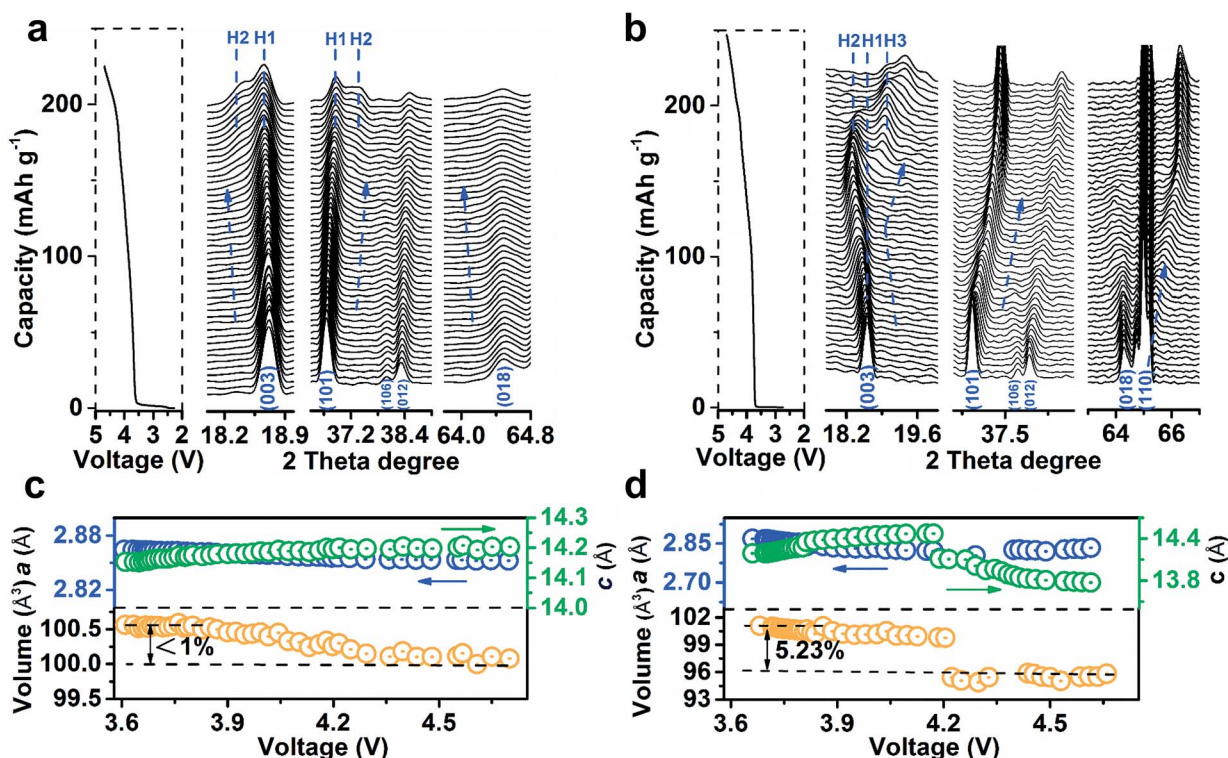 a
H2 H1
H1 H2
200
100
0
Capacity (mAh g⁻¹)
5 4 3 2
Voltage (V)
(003)
(101)
(106)
(012)
(018)
18.2 18.9
37.2 38.4
64.0 64.8
2 Theta degree
b
H2 H1 H3
200
100
0
Capacity (mAh g⁻¹)
5 4 3 2
Voltage (V)
(003)
(101)
(106)
(012)
(018)
(110)
18.2 19.6
37.5
64 66
2 Theta degree
c
2.88
2.82
a (Å)
14.3
14.2
14.1
14.0
c (Å)
100.5
100.0
99.5
Volume (Å³)
<1%
3.6 3.9 4.2 4.5
Voltage (V)
d
2.85
2.70
a (Å)
14.4
13.8
c (Å)
102
99
96
93
Volume (Å³)
5.23%
3.6 3.9 4.2 4.5
Voltage (V)